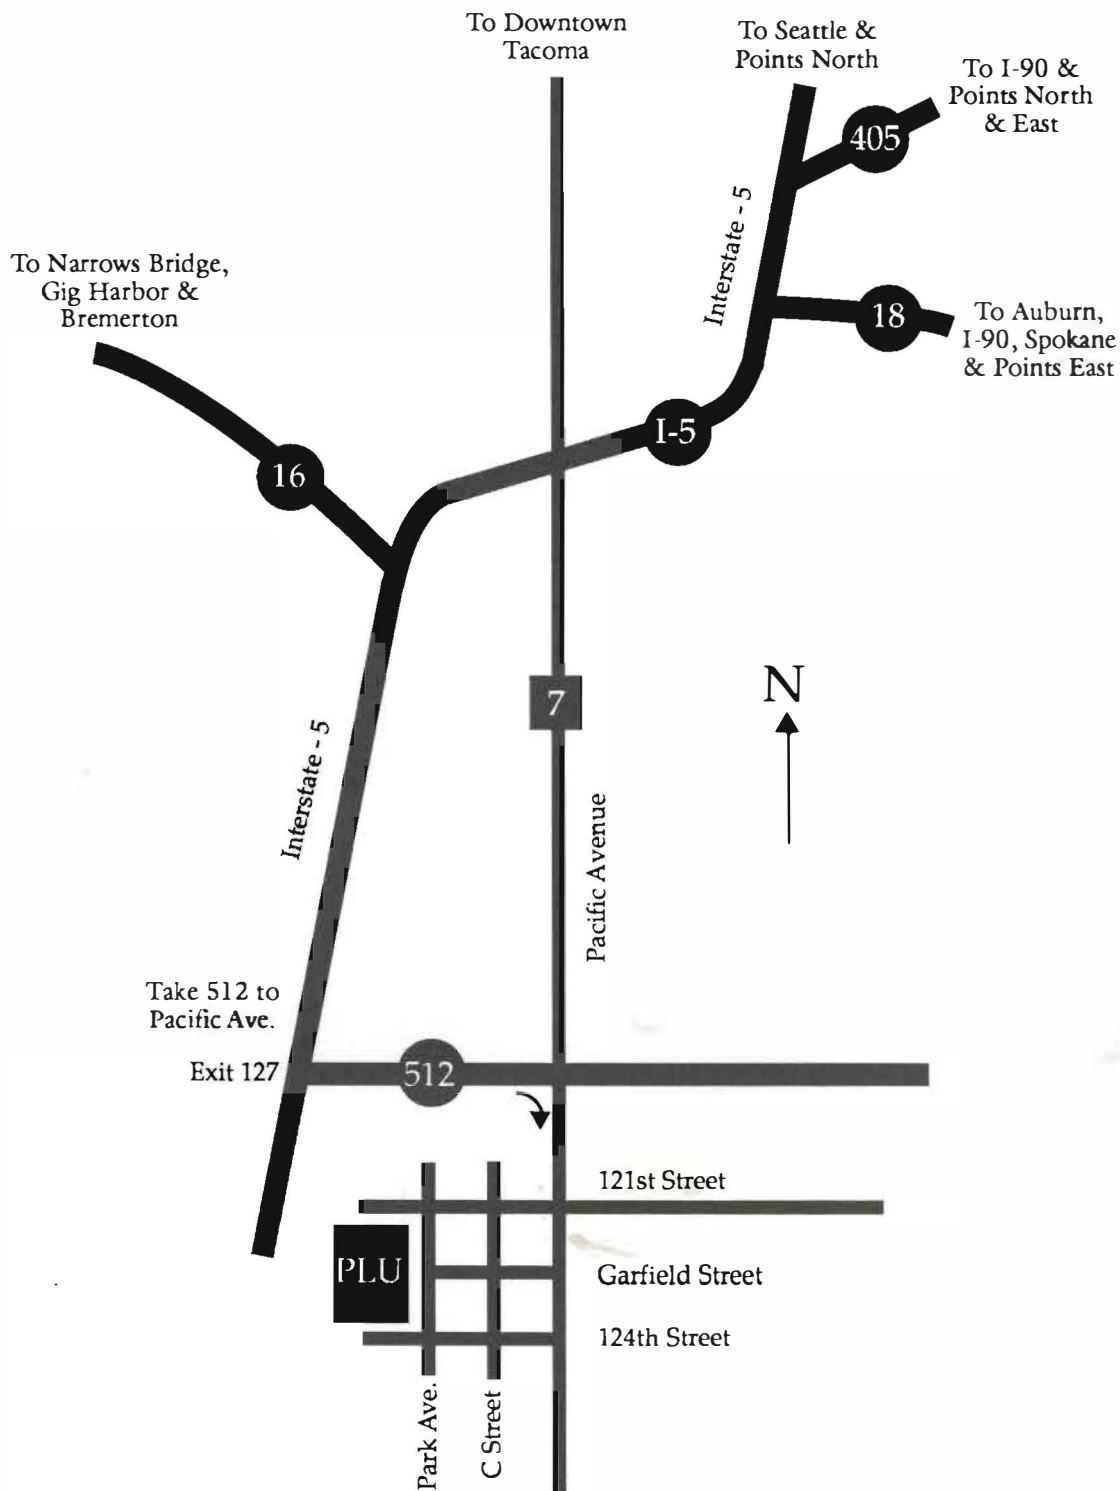 To Downtown
Tacoma
To Seattle &
Points North
To I-90 &
Points North
& East
405
Interstate - 5
To Narrows Bridge,
Gig Harbor &
Bremerton
18
To Auburn,
I-90, Spokane
& Points East
I-5
16
N
7
Interstate - 5
Pacific Avenue
Take 512 to
Pacific Ave.
Exit 127
512
121st Street
PLU
Garfield Street
124th Street
Park Ave.
C Street